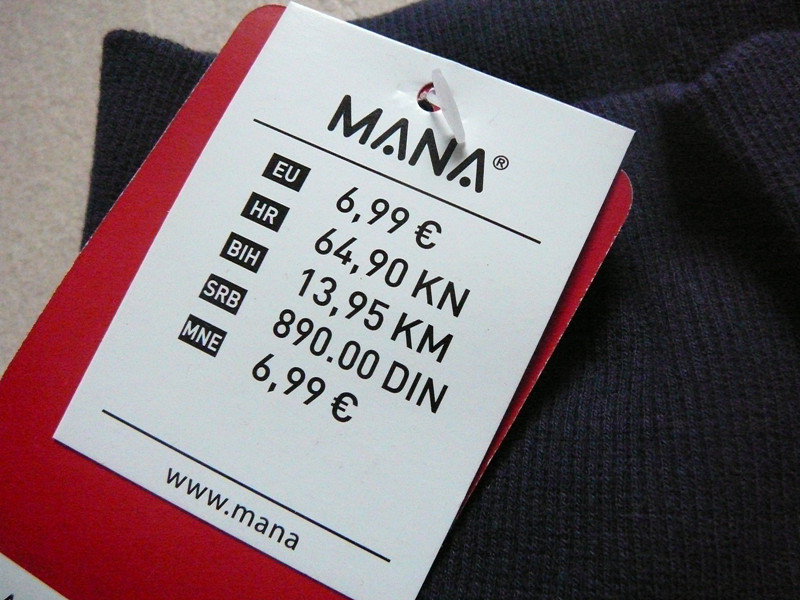 MANA®
EU 6,99 €
HR 64,90 KN
BIH 13,95 KM
SRB 890.00 DIN
MNE 6,99 €
www.mana